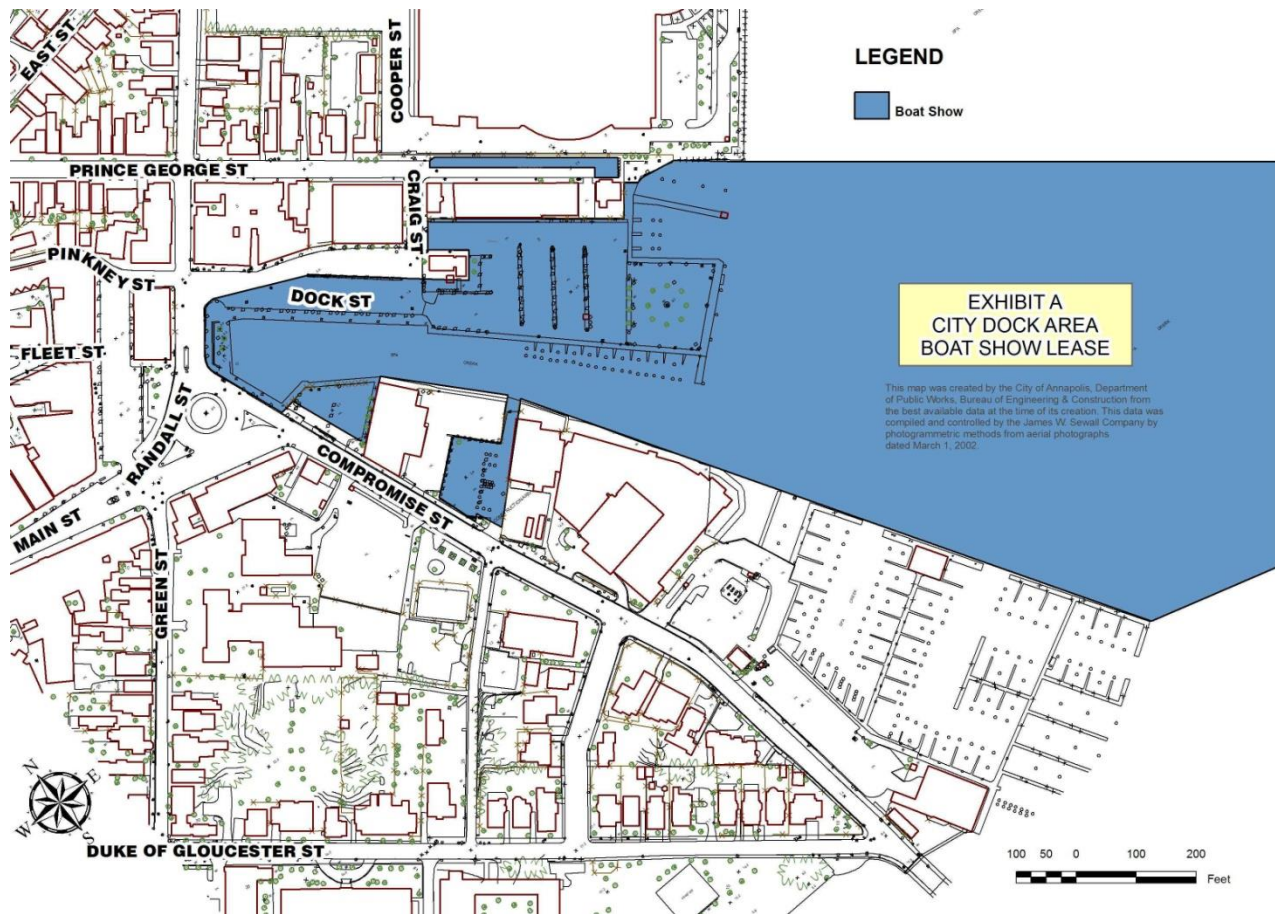 EAST ST
COOPER ST
LEGEND
Boat Show
PRINCE GEORGE ST
CRAIG ST
PINKNEY ST
DOCK ST
EXHIBIT A
CITY DOCK AREA
BOAT SHOW LEASE
FLEET ST
This map was created by the City of Annapolis, Department
of Public Works, Bureau of Engineering & Construction from
the best available data at the time of its creation. This data was
compiled and controlled by the James W. Sewall Company by
photogrammetric methods from aerial photographs
dated March 1, 2002.
RANDALL ST
COMPROMISE ST
MAIN ST
GREEN ST
N
E
W
S
DUKE OF GLOUCESTER ST
100 50 0 100 200
Feet